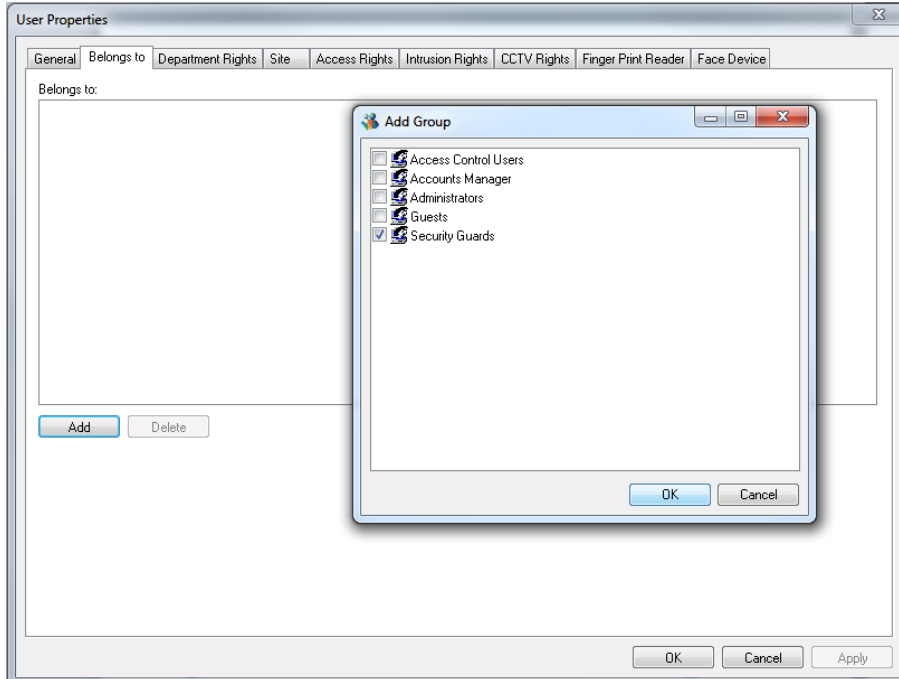 User Properties
General Belongs to Department Rights Site Access Rights Intrusion Rights CCTV Rights Finger Print Reader Face Device
Belongs to:
Add Group
Access Control Users
Accounts Manager
Administrators
Guests
Security Guards
OK Cancel
Add Delete
OK Cancel Apply